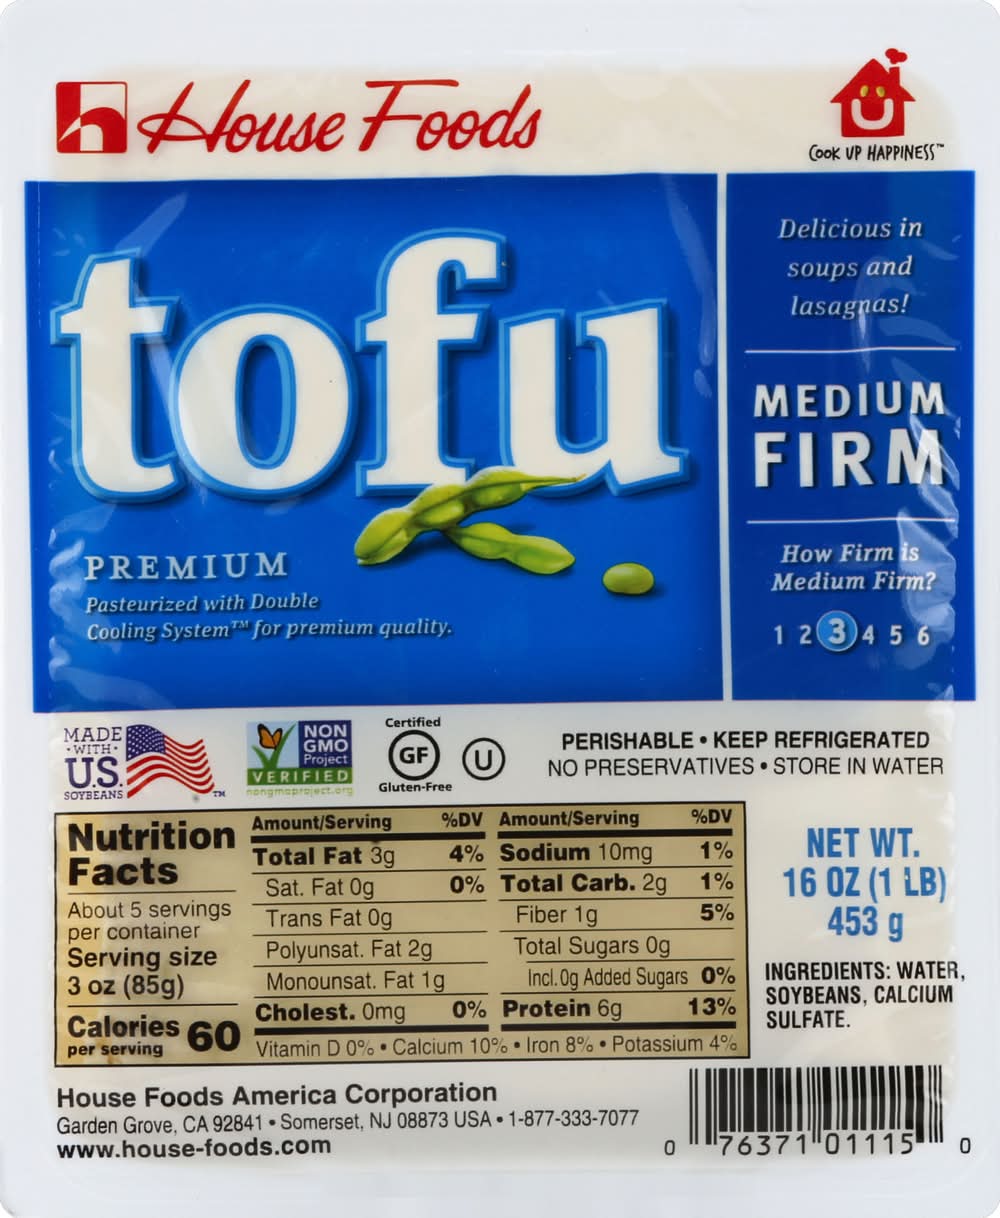 House Foods
COOK UP HAPPINESS™
tofu
PREMIUM
Pasteurized with Double
Cooling System™ for premium quality.
Delicious in
soups and
lasagnas!
MEDIUM
FIRM
How Firm is
Medium Firm?
1 2 3 4 5 6
MADE
•WITH•
U.S.
SOYBEANS
TM
NON
GMO
Project
VERIFIED
nongmoproject.org
Certified
GF
Gluten-Free
U
PERISHABLE • KEEP REFRIGERATED
NO PRESERVATIVES • STORE IN WATER
Nutrition
Facts
About 5 servings
per container
Serving size
3 oz (85g)
Calories 60
per serving
Amount/Serving %DV
Total Fat 3g 4%
Sat. Fat 0g 0%
Trans Fat 0g
Polyunsat. Fat 2g
Monounsat. Fat 1g
Cholest. 0mg 0%
Amount/Serving %DV
Sodium 10mg 1%
Total Carb. 2g 1%
Fiber 1g 5%
Total Sugars 0g
Incl. 0g Added Sugars 0%
Protein 6g 13%
Vitamin D 0% • Calcium 10% • Iron 8% • Potassium 4%
NET WT.
16 OZ (1 LB)
453 g
INGREDIENTS: WATER,
SOYBEANS, CALCIUM
SULFATE.
House Foods America Corporation
Garden Grove, CA 92841 • Somerset, NJ 08873 USA • 1-877-333-7077
www.house-foods.com
0 76371 01115 0